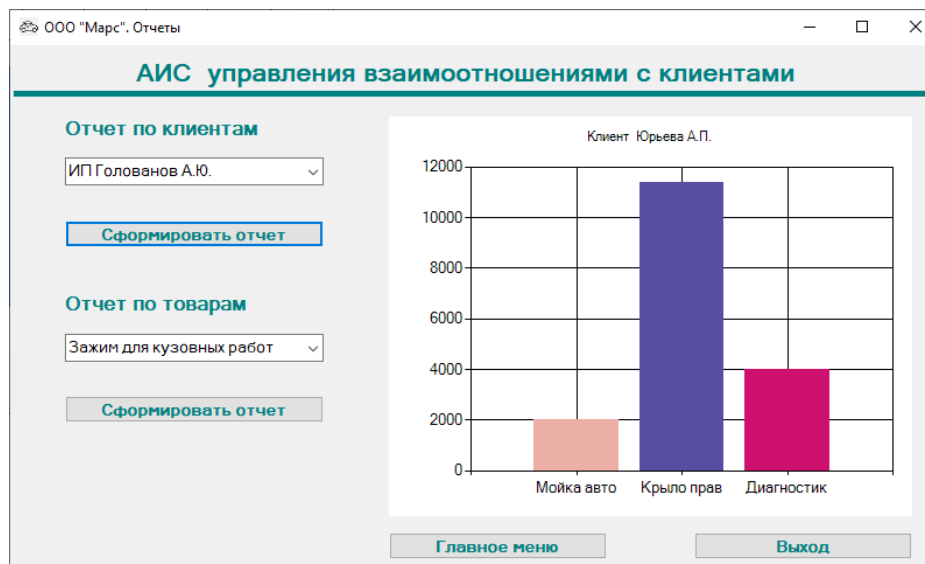 ООО "Марс". Отчеты
АИС управления взаимоотношениями с клиентами
Отчет по клиентам
ИП Голованов А.Ю.
Сформировать отчет
Отчет по товарам
Зажим для кузовных работ
Сформировать отчет
Клиент Юрьева А.П.
12000
10000
8000
6000
4000
2000
0
Мойка авто Крыло прав Диагностик
Главное меню Выход